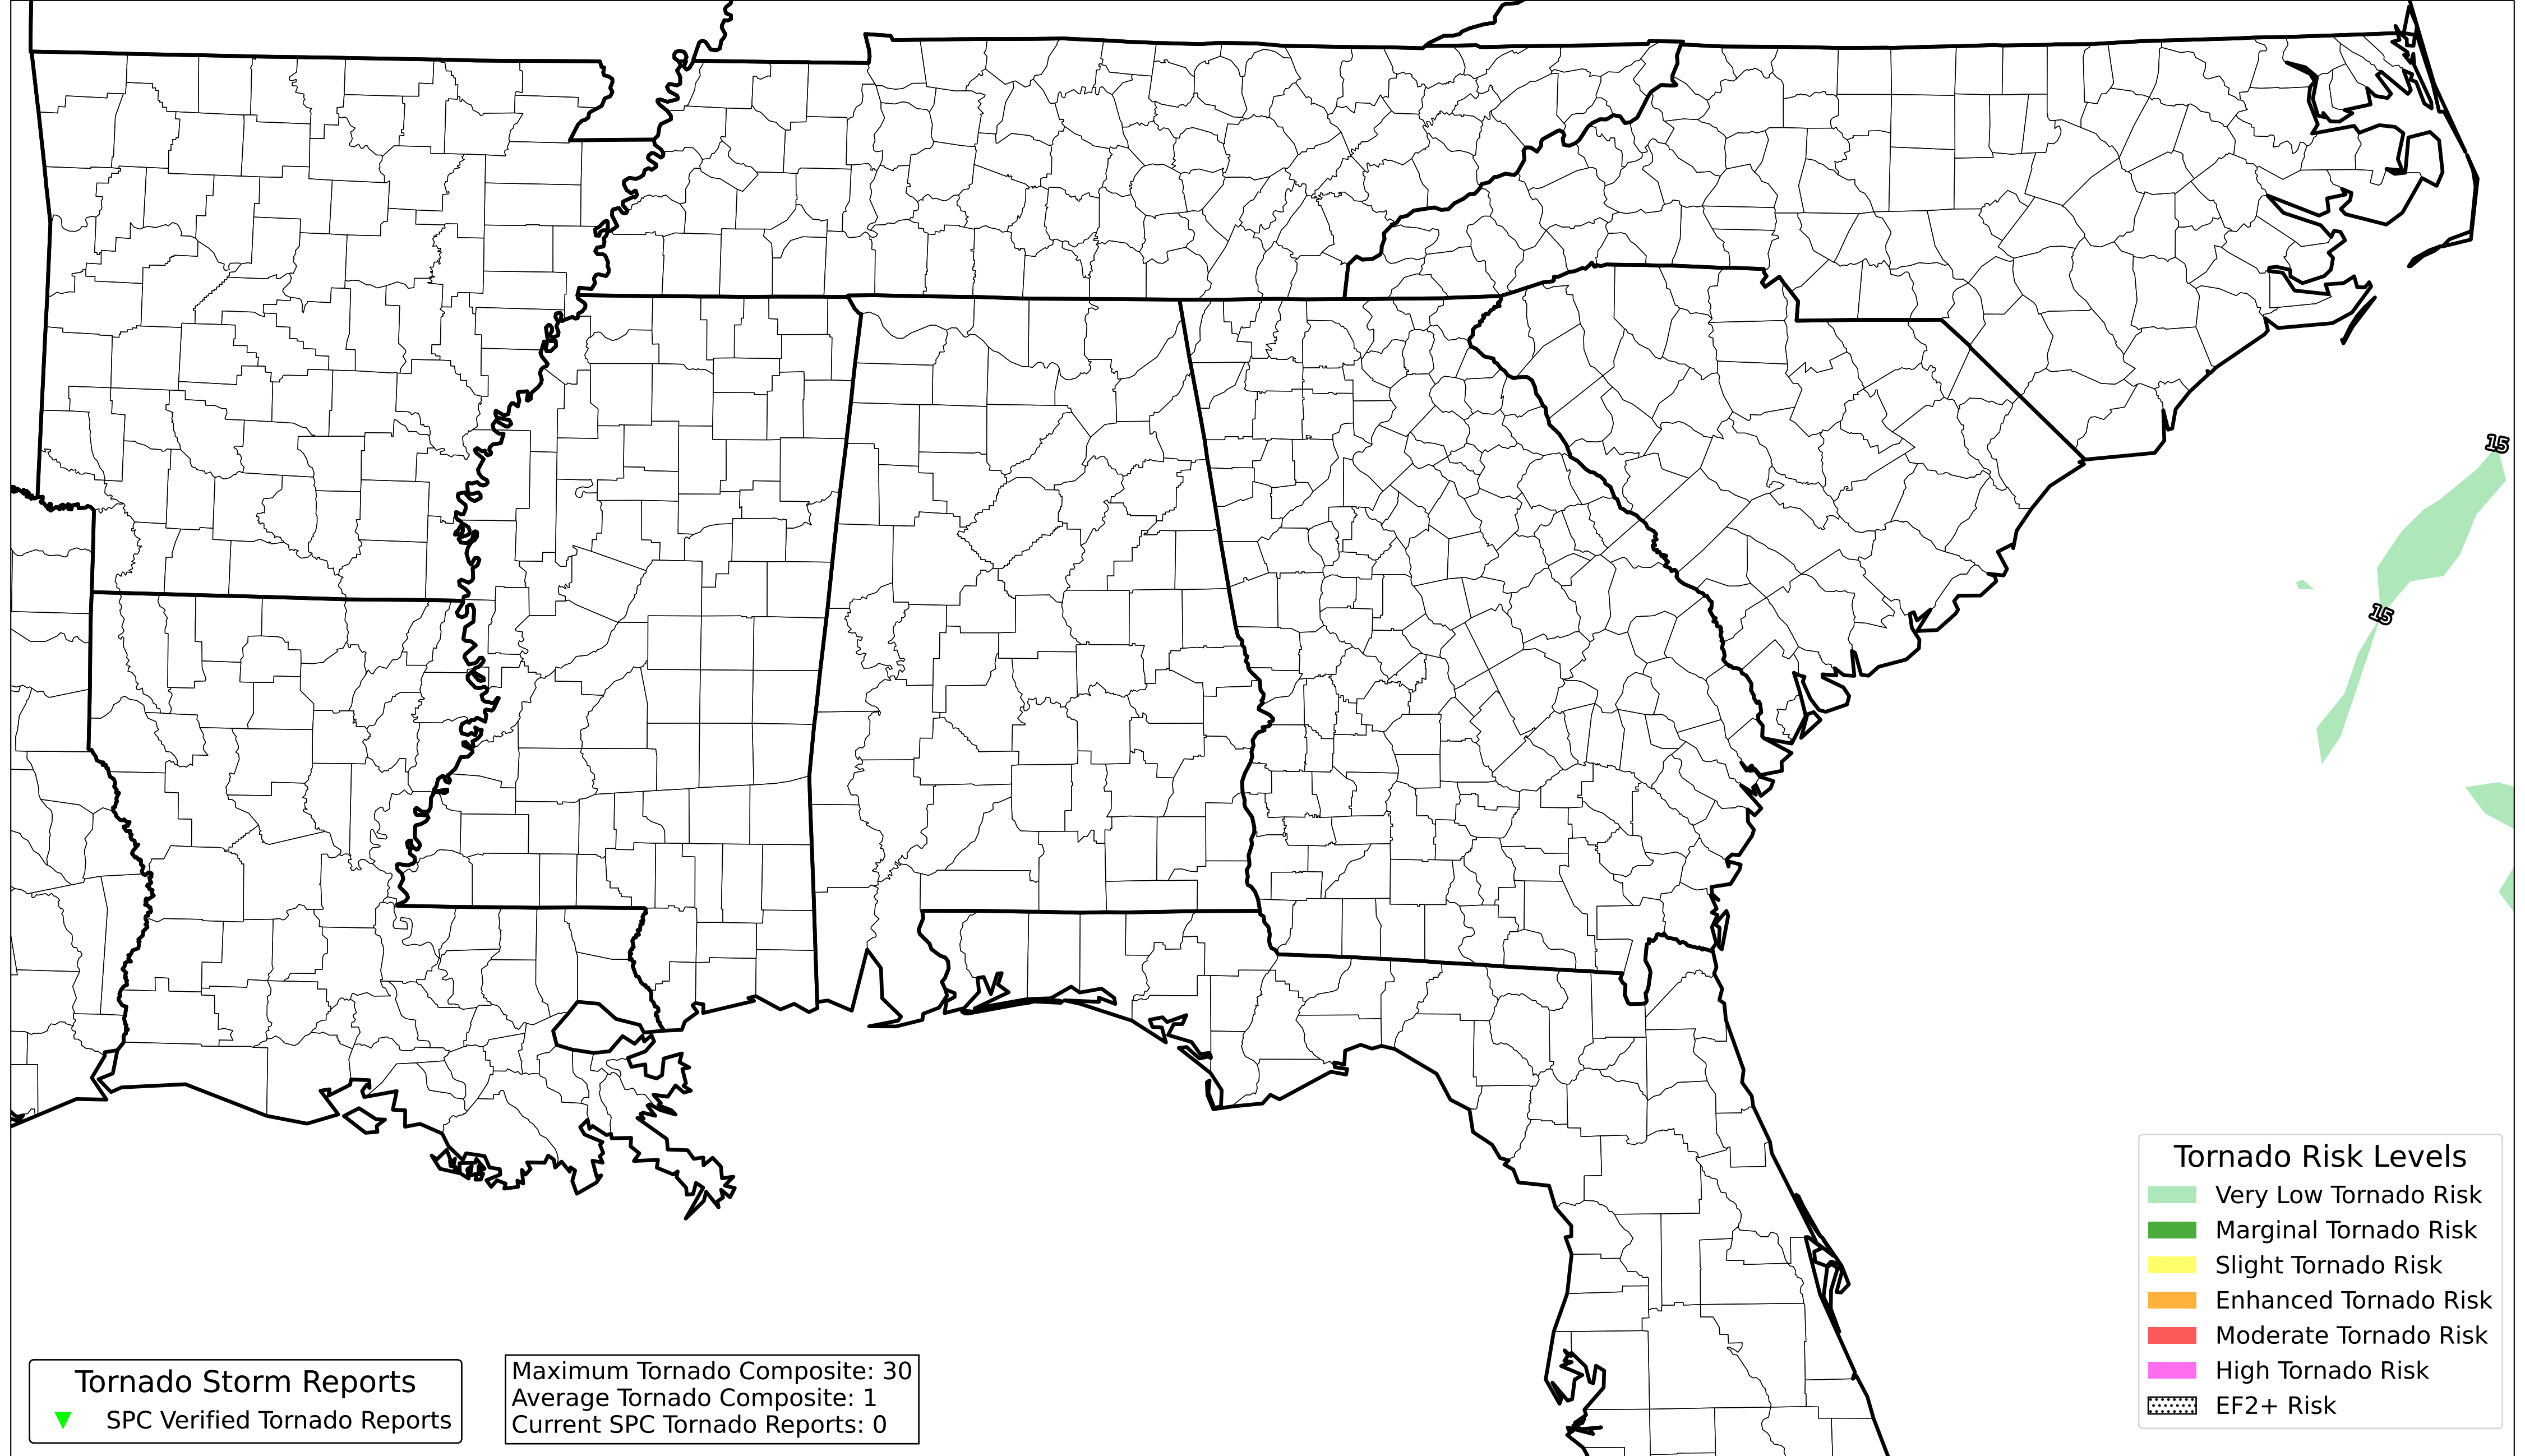 15
15
Tornado Risk Levels
Very Low Tornado Risk
Marginal Tornado Risk
Slight Tornado Risk
Enhanced Tornado Risk
Moderate Tornado Risk
High Tornado Risk
EF2+ Risk
Tornado Storm Reports
SPC Verified Tornado Reports
Maximum Tornado Composite: 30
Average Tornado Composite: 1
Current SPC Tornado Reports: 0